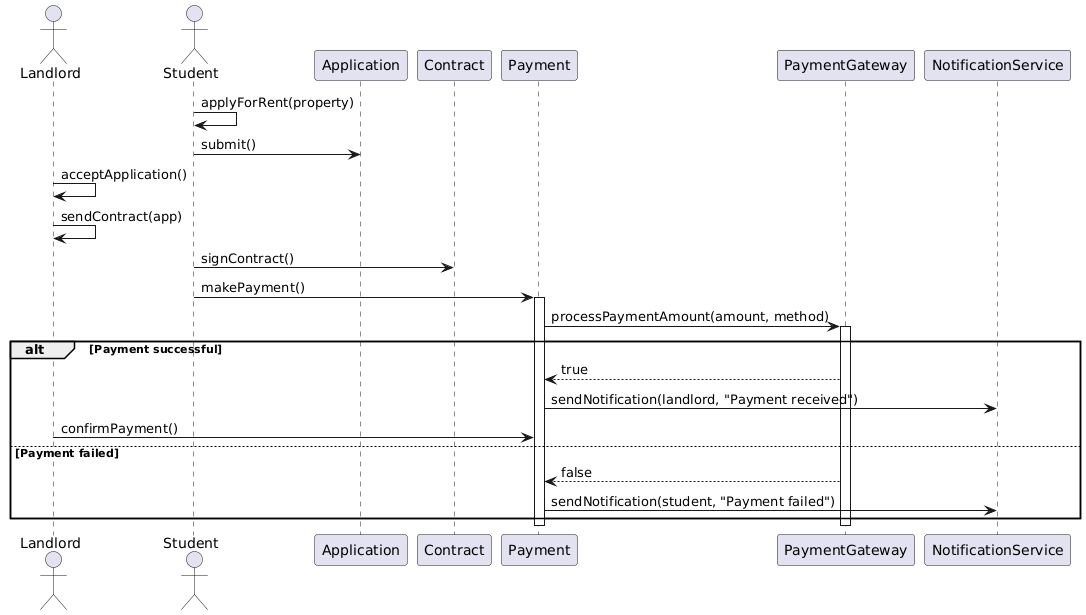 Landlord Student Application Contract Payment PaymentGateway NotificationService
applyForRent(property)
submit()
acceptApplication()
sendContract(app)
signContract()
makePayment()
processPaymentAmount(amount, method)
alt [Payment successful]
true
sendNotification(landlord, "Payment received")
confirmPayment()
[Payment failed]
false
sendNotification(student, "Payment failed")
Landlord Student Application Contract Payment PaymentGateway NotificationService